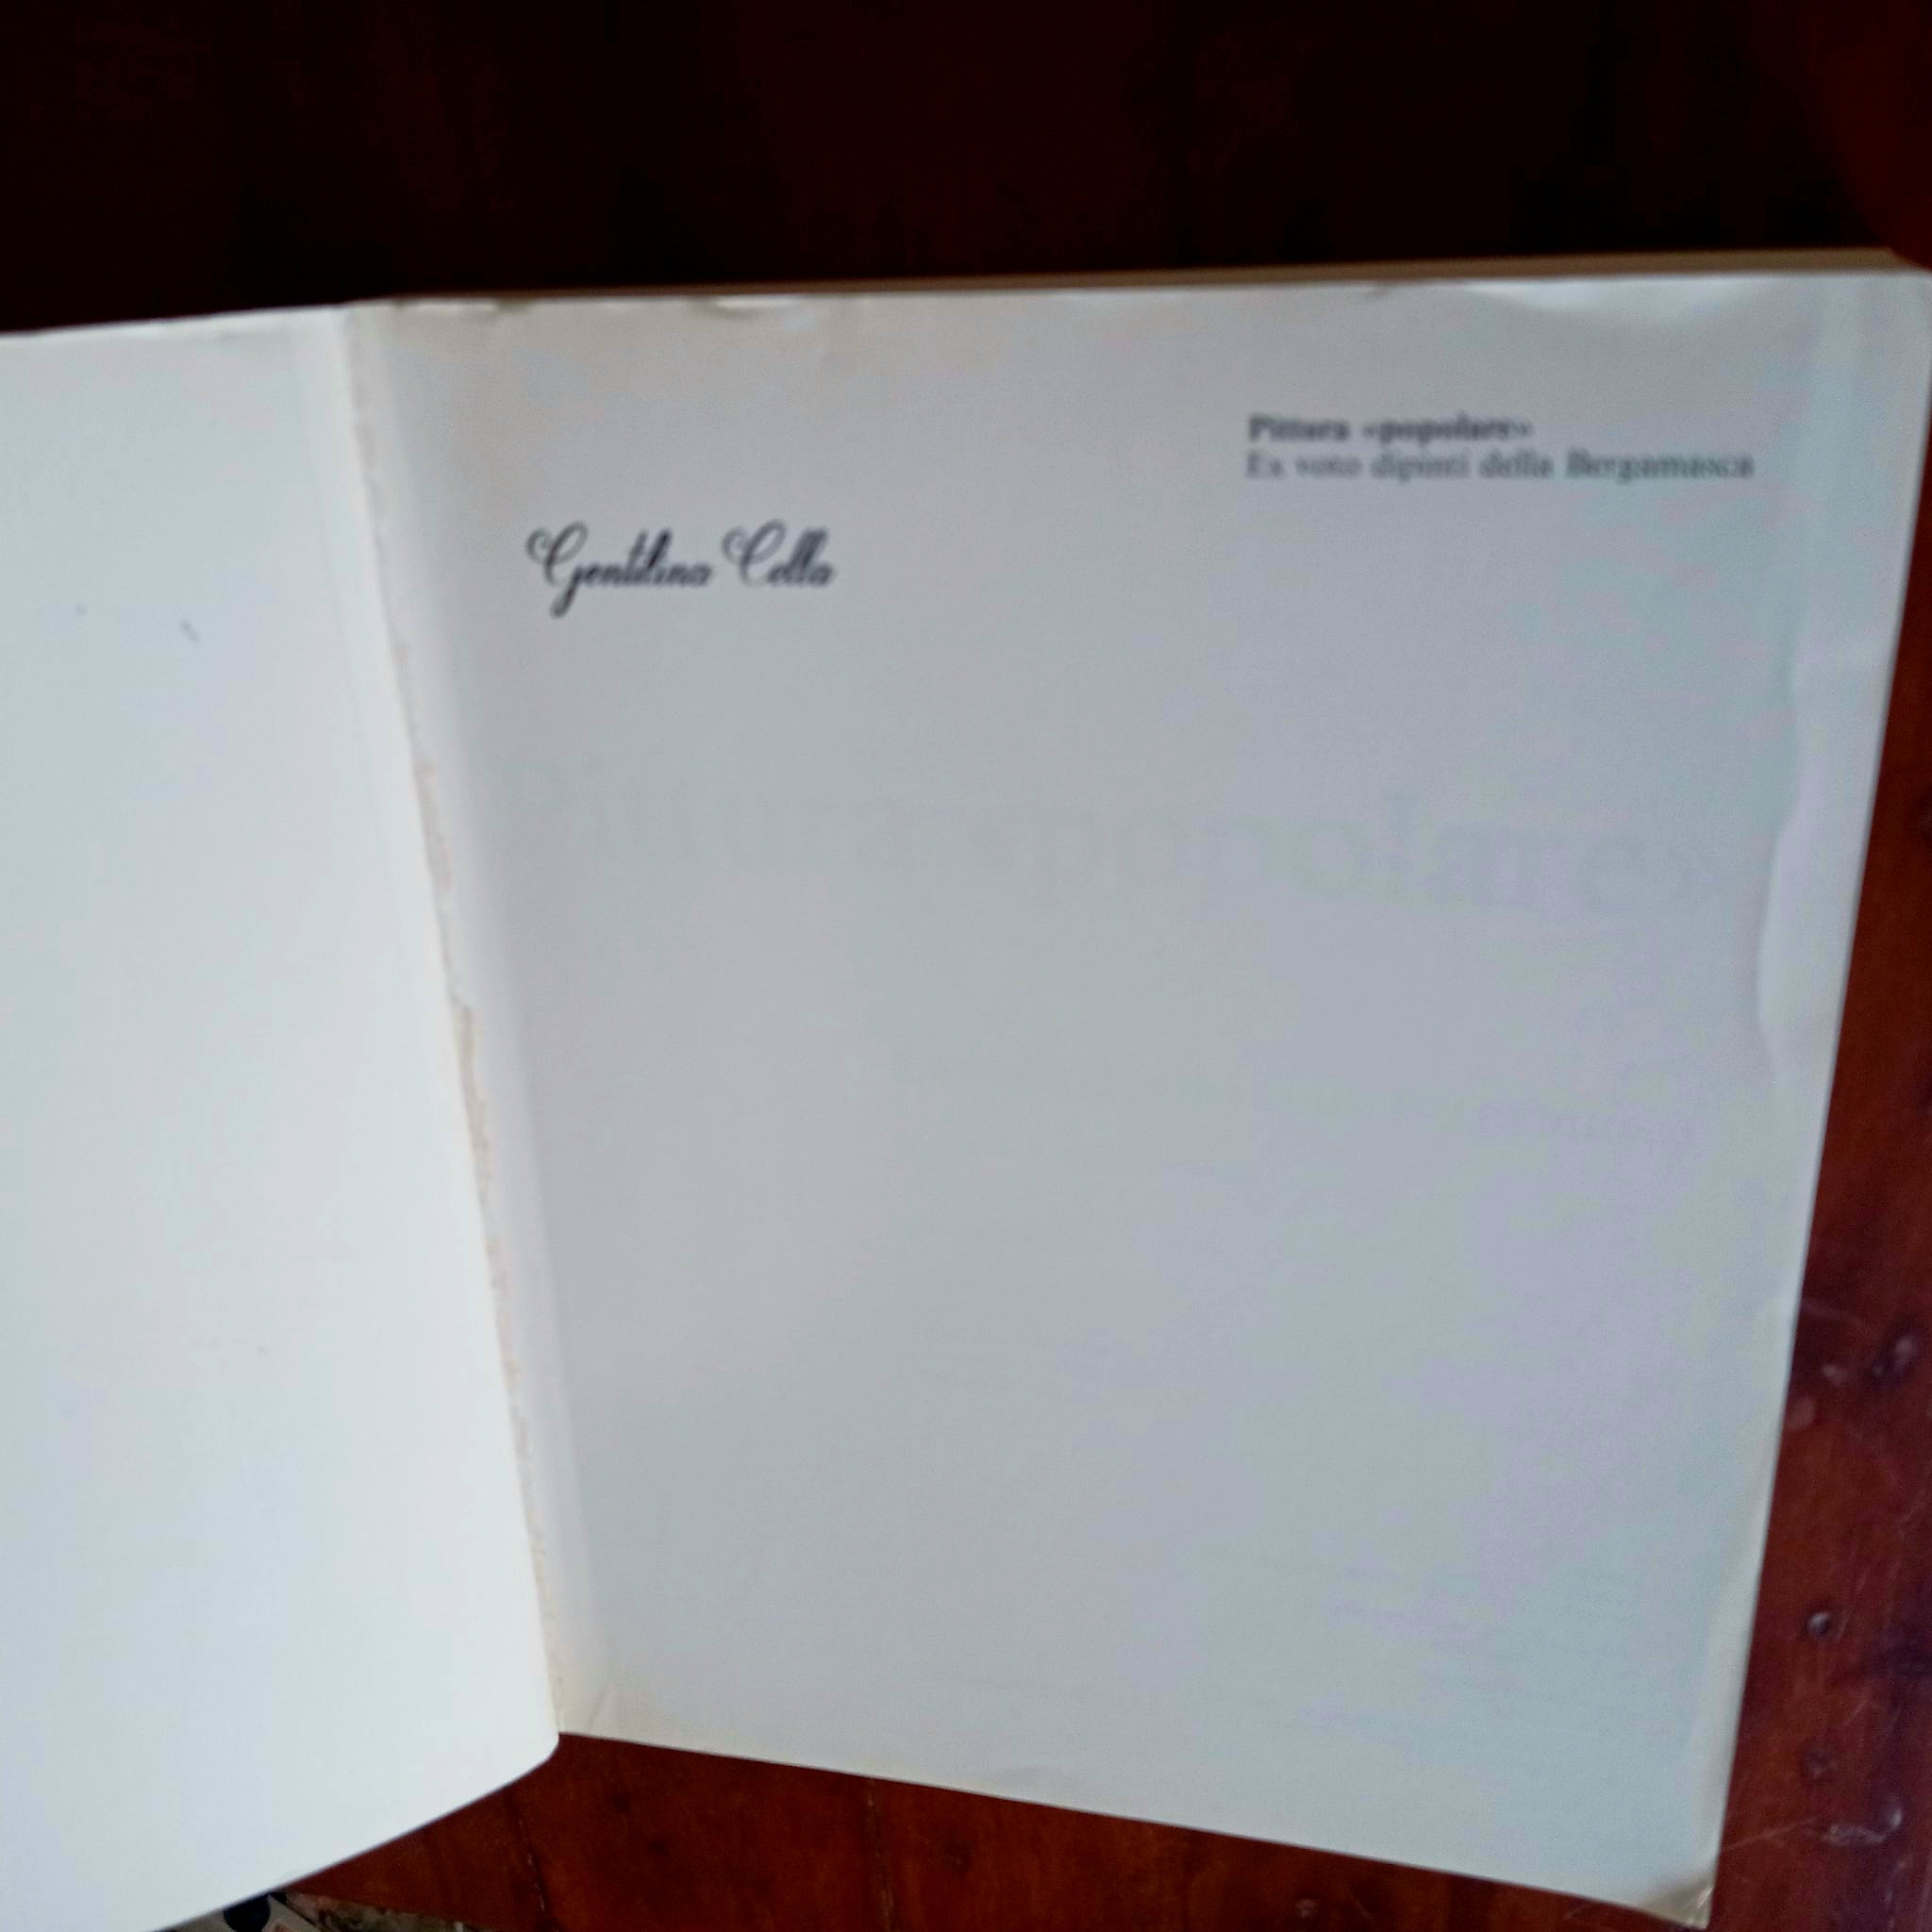 Pittura «popolare»
Ex voto dipinti della Bergamasca
Gentilina Cella